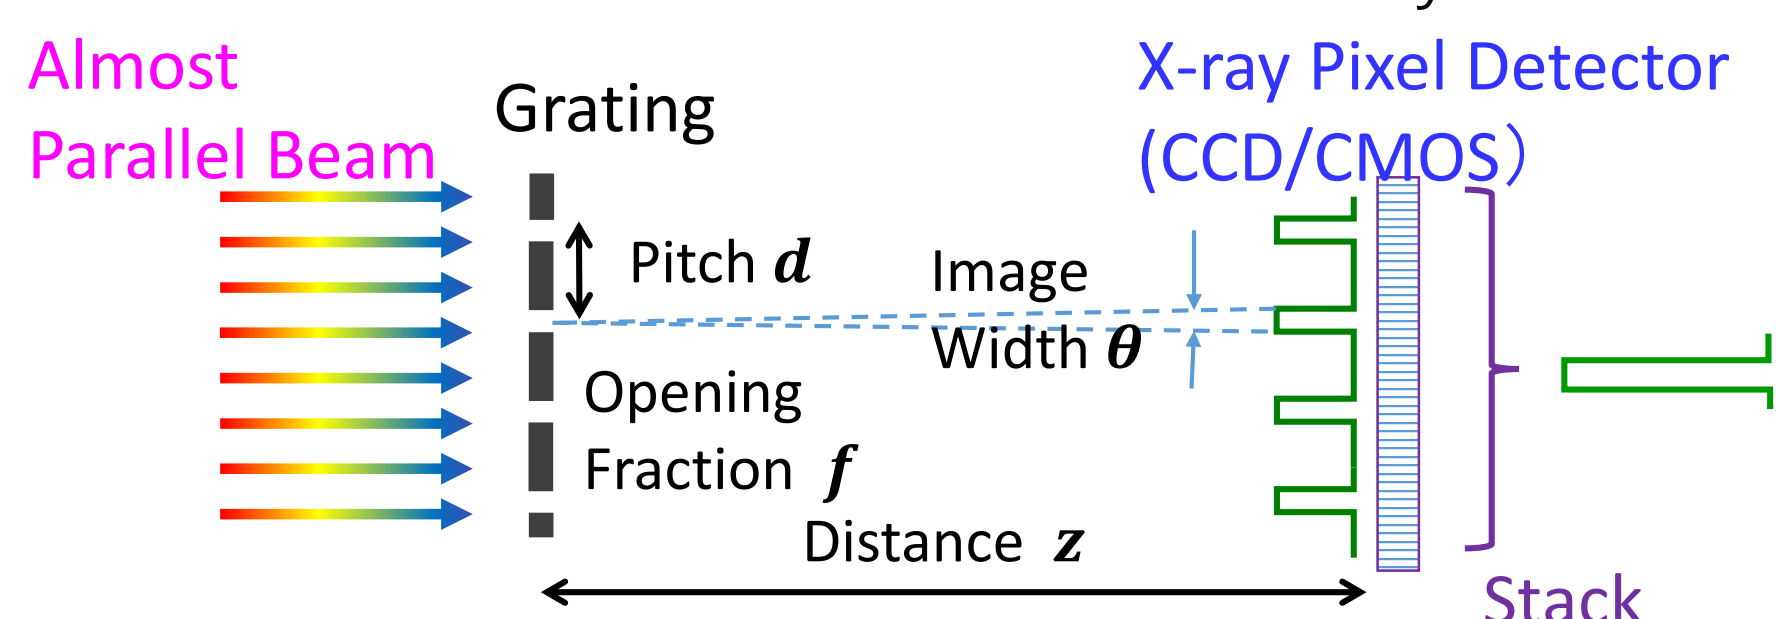 Almost
Parallel Beam
Grating
X-ray Pixel Detector
(CCD/CMOS）
Pitch d
Image
Width θ
Opening
Fraction f
Distance z
Stack